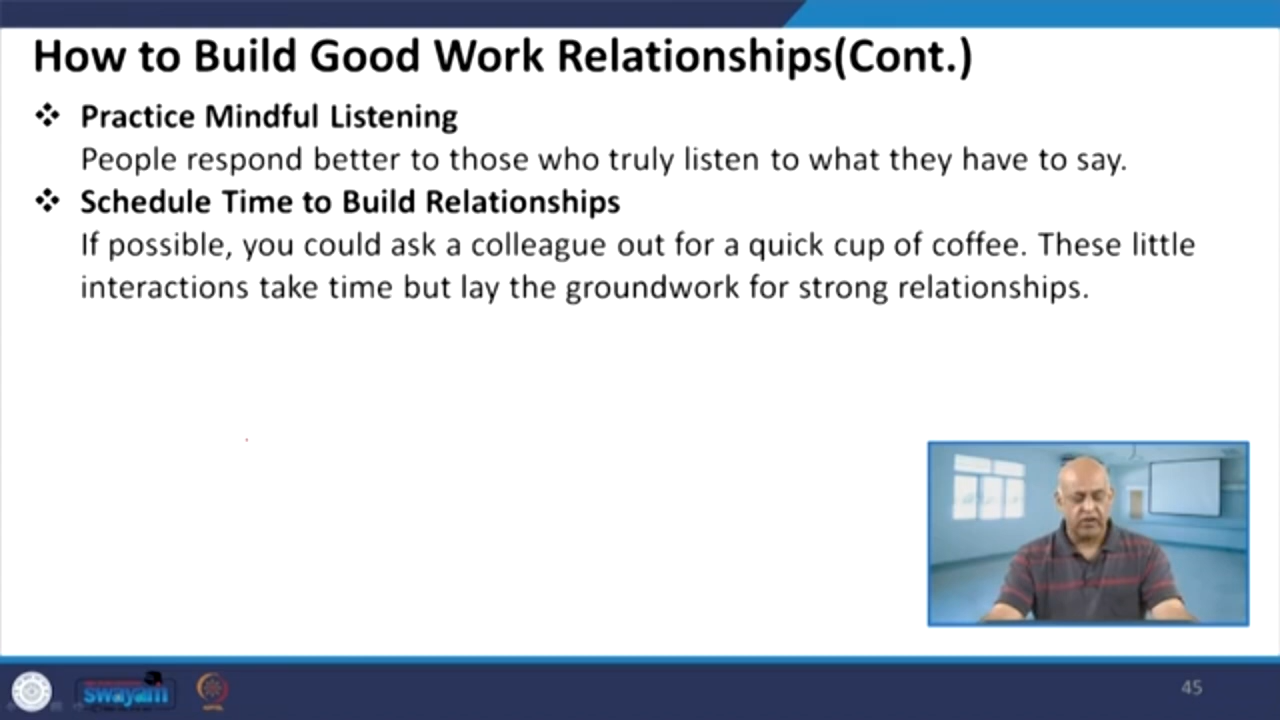 How to Build Good Work Relationships(Cont.)
❖ Practice Mindful Listening
People respond better to those who truly listen to what they have to say.
❖ Schedule Time to Build Relationships
If possible, you could ask a colleague out for a quick cup of coffee. These little
interactions take time but lay the groundwork for strong relationships.
swayam
45